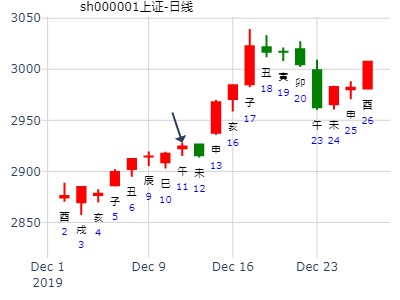 sh000001上证-日线
3050
3000
2950
2900
2850
酉 戌 亥 子 丑 辰 巳 午 未 申 亥 子 丑 寅 卯 午 未 申 酉
2 3 4 5 6 9 10 11 12 13 16 17 18 19 20 23 24 25 26
Dec 1 Dec 9 Dec 16 Dec 23
2019